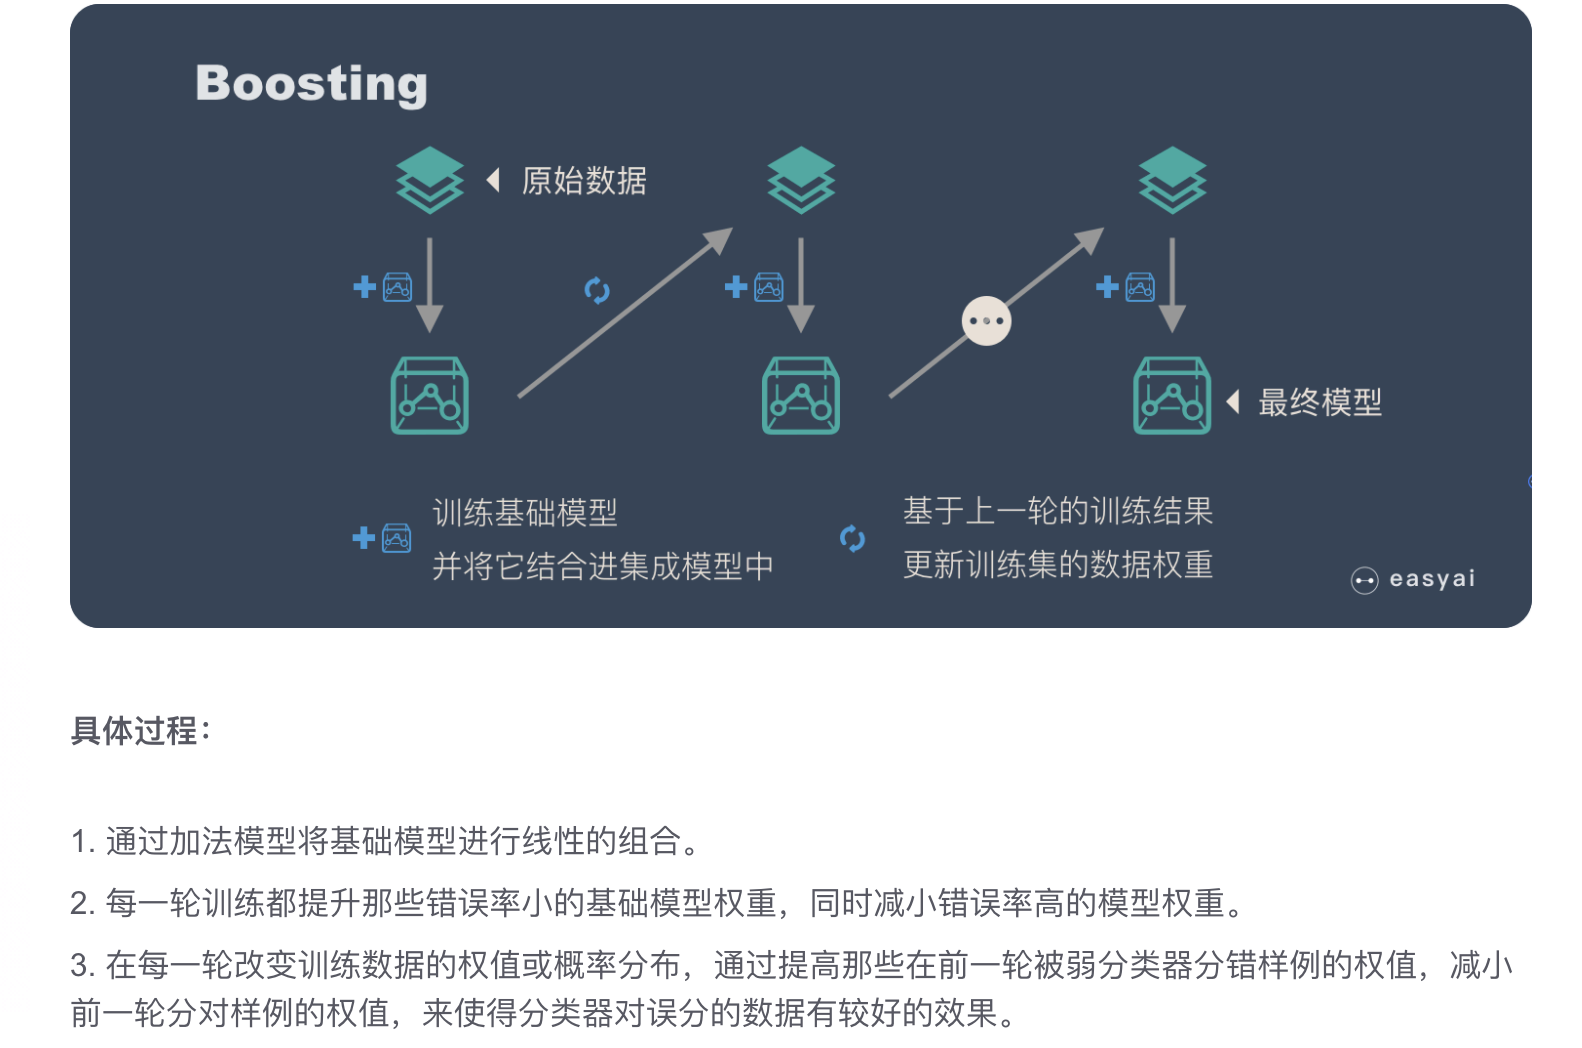 Boosting
原始数据
最终模型
训练基础模型
并将它结合进集成模型中
基于上一轮的训练结果
更新训练集的数据权重
easyai
具体过程：
1. 通过加法模型将基础模型进行线性的组合。
2. 每一轮训练都提升那些错误率小的基础模型权重，同时减小错误率高的模型权重。
3. 在每一轮改变训练数据的权值或概率分布，通过提高那些在前一轮被弱分类器分错样例的权值，减小
前一轮分对样例的权值，来使得分类器对误分的数据有较好的效果。